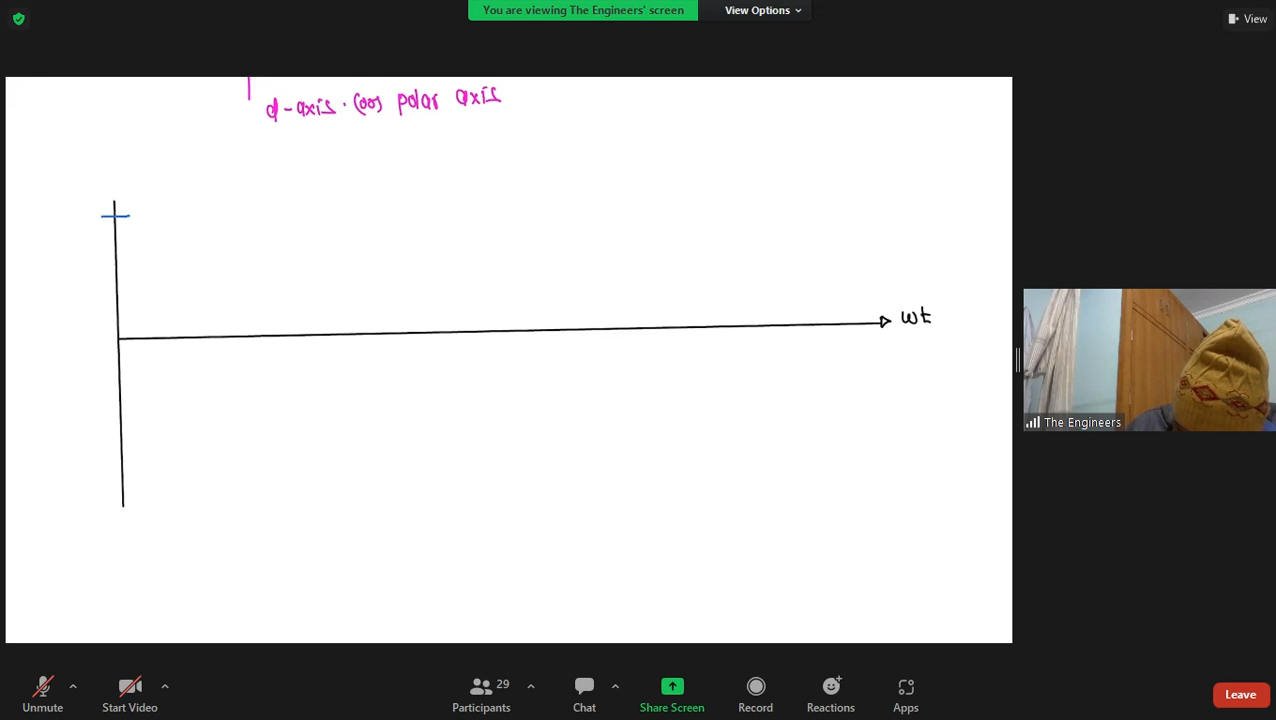 You are viewing The Engineers' screen
View Options
View
d-axis. (or) polar axis
wt
The Engineers
29
Unmute
Start Video
Participants
Chat
Share Screen
Record
Reactions
Apps
Leave